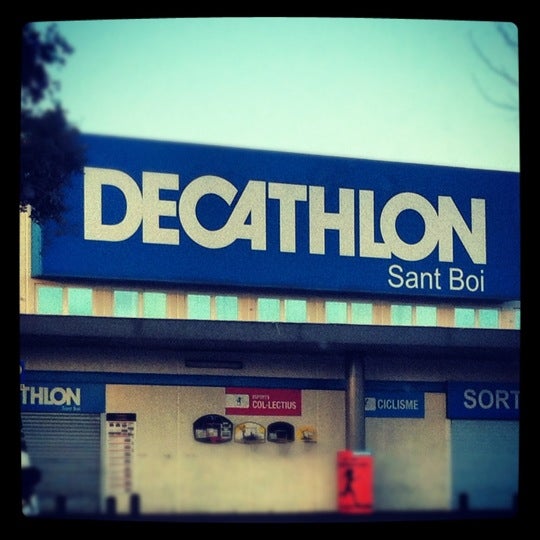 DECATHLON
Sant Boi
THLON
Sant Boi
ESPORTS
COL·LECTIUS
CICLISME
SORT